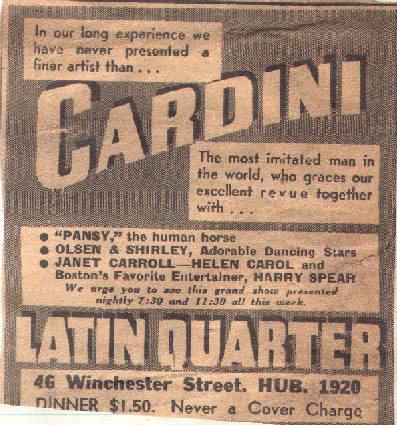 In our long experience we
have never presented a
finer artist than . . .
CARDINI
The most imitated man in
the world, who graces our
excellent revue together
with . . .
● "PANSY," the human horse
● OLSEN & SHIRLEY, Adorable Dancing Stars
● JANET CARROLL—HELEN CAROL and
Boston's Favorite Entertainer, HARRY SPEAR
We urge you to see this grand show presented
nightly 7:30 and 11:30 all this week.
LATIN QUARTER
46 Winchester Street. HUB. 1920
DINNER $1.50. Never a Cover Charge